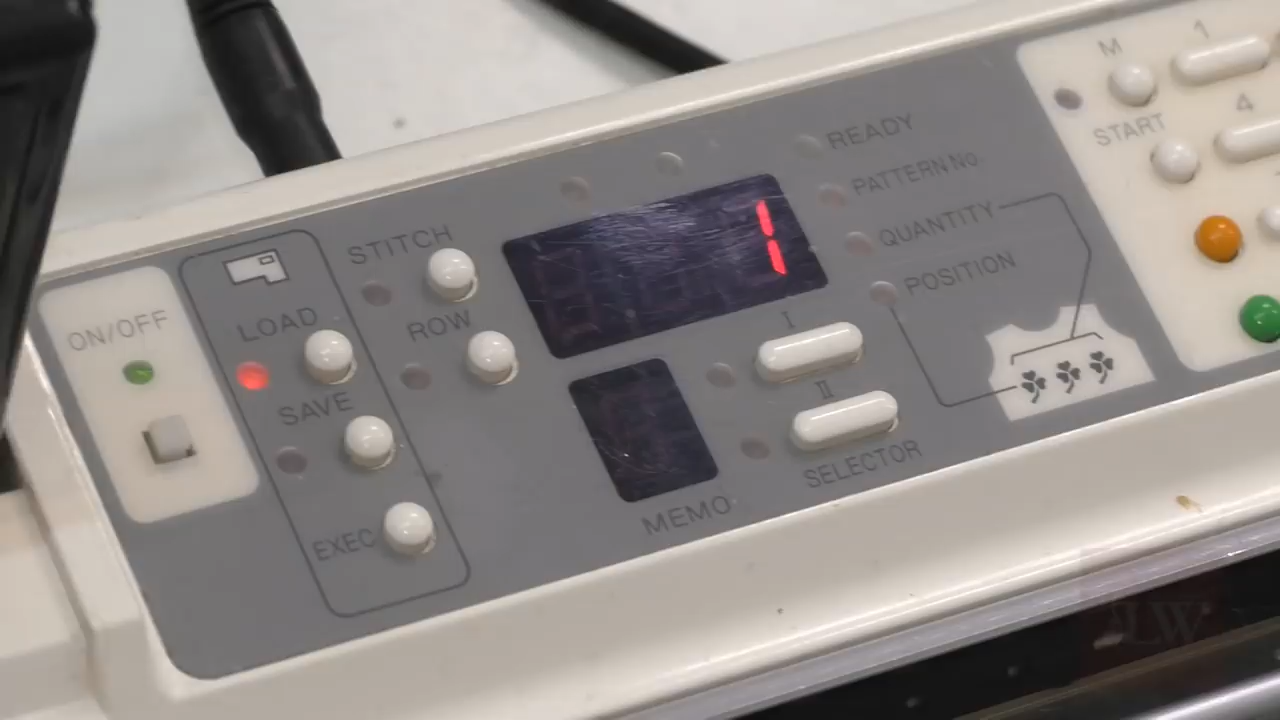 ON/OFF
LOAD
SAVE
EXEC
STITCH
ROW
1
MEMO
I
II
SELECTOR
READY
PATTERN No.
QUANTITY
POSITION
M
1
START
4